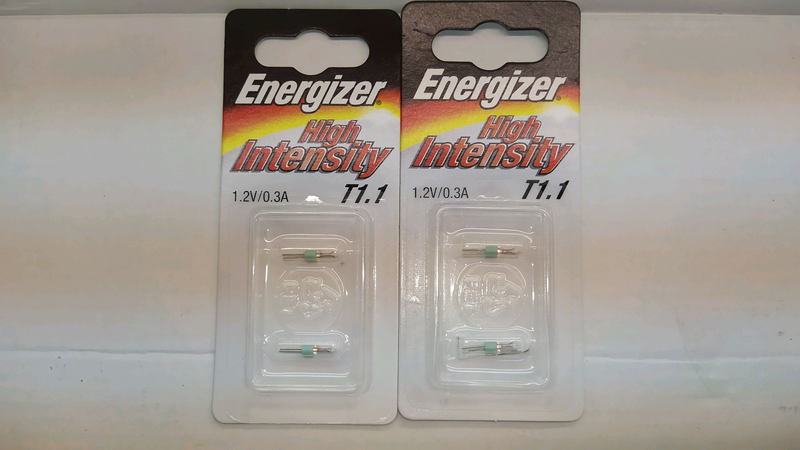 Energizer
High
Intensity
1.2V/0.3A T1.1
Energizer
High
Intensity
1.2V/0.3A T1.1